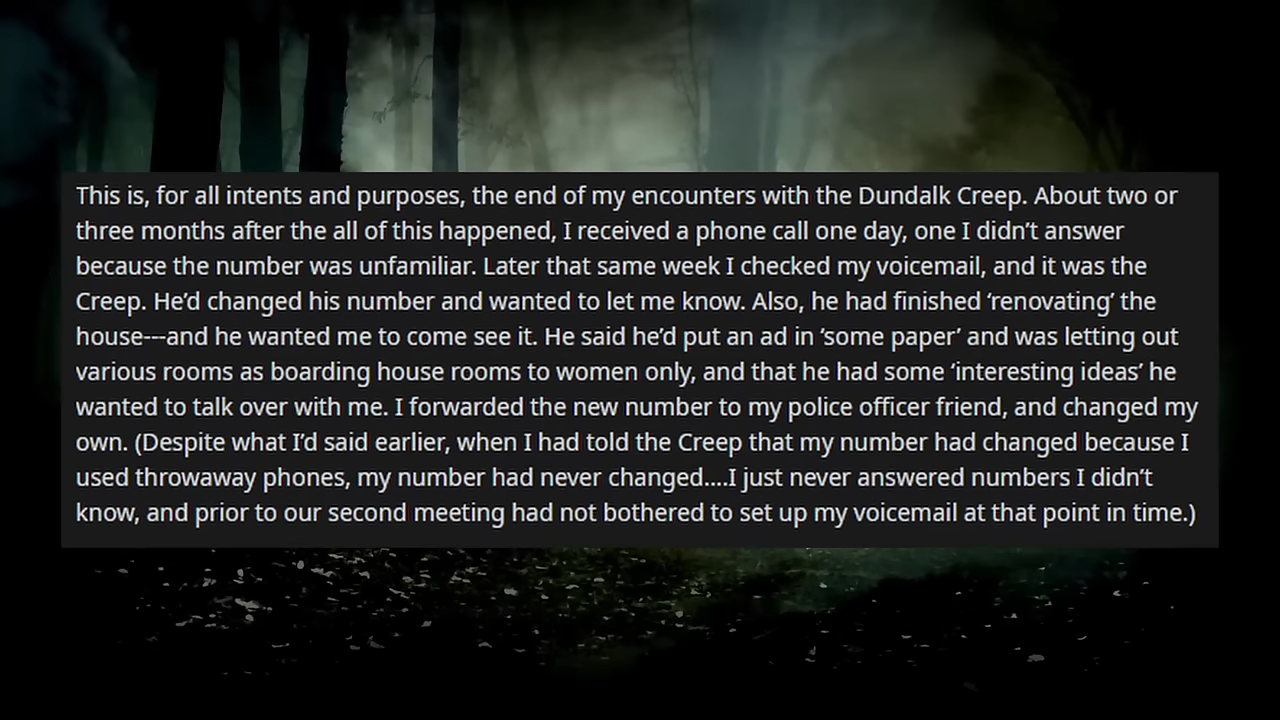 This is, for all intents and purposes, the end of my encounters with the Dundalk Creep. About two or
three months after the all of this happened, I received a phone call one day, one I didn’t answer
because the number was unfamiliar. Later that same week I checked my voicemail, and it was the
Creep. He’d changed his number and wanted to let me know. Also, he had finished ‘renovating’ the
house---and he wanted me to come see it. He said he’d put an ad in ‘some paper’ and was letting out
various rooms as boarding house rooms to women only, and that he had some ‘interesting ideas’ he
wanted to talk over with me. I forwarded the new number to my police officer friend, and changed my
own. (Despite what I’d said earlier, when I had told the Creep that my number had changed because I
used throwaway phones, my number had never changed....I just never answered numbers I didn’t
know, and prior to our second meeting had not bothered to set up my voicemail at that point in time.)